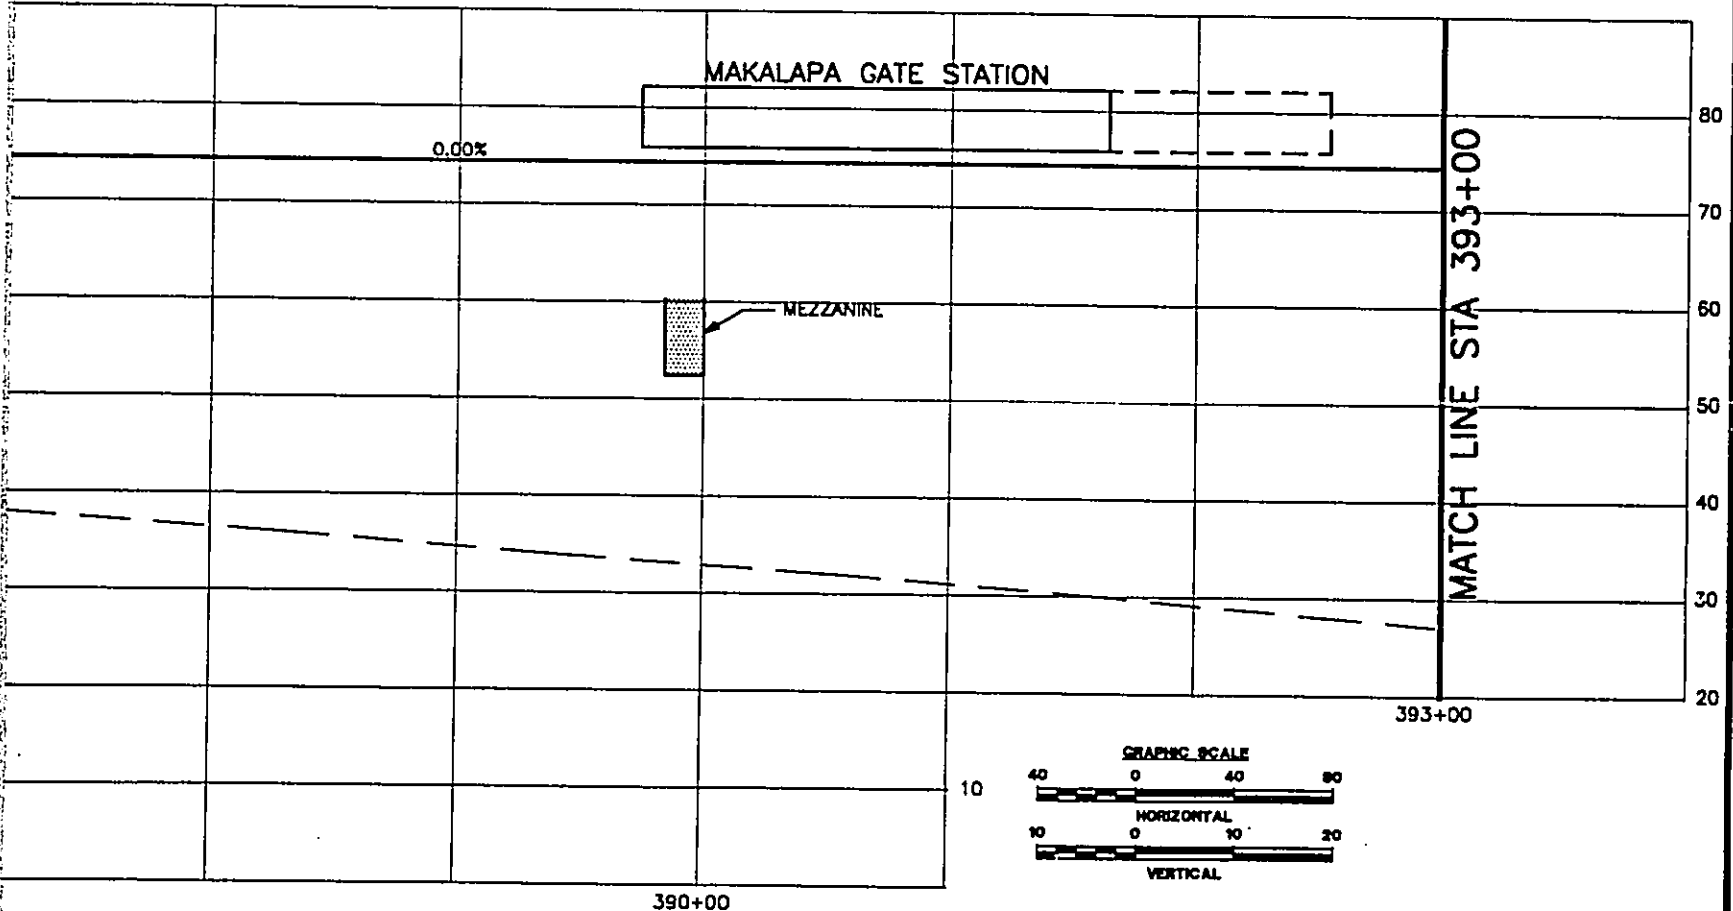 MAKALAPA GATE STATION
80
0.00%
MATCH LINE STA 393+00
70
MEZZANINE
60
50
40
30
20
393+00
GRAPHIC SCALE
40 0 40 80
10
HORIZONTAL
10 0 10 20
VERTICAL
390+00